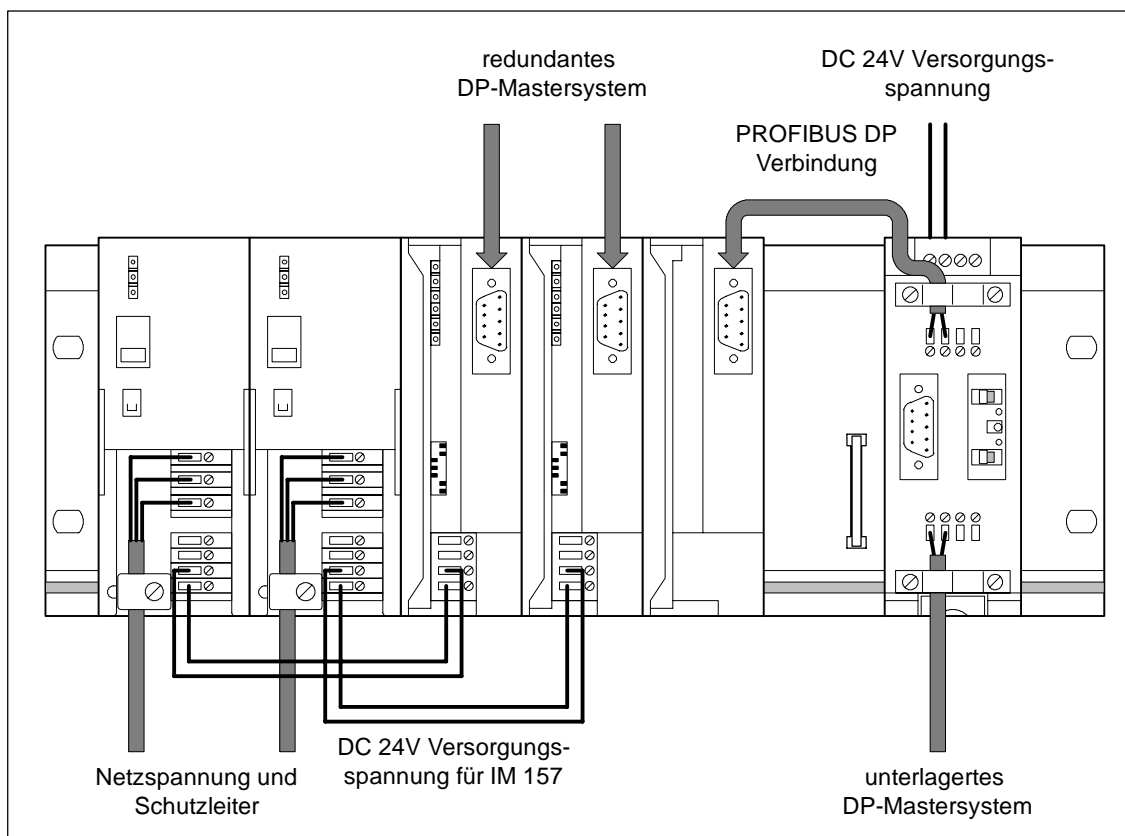 redundantes
DP-Mastersystem
DC 24V Versorgungs-
spannung
PROFIBUS DP
Verbindung
DC 24V Versorgungs-
spannung für IM 157
Netzspannung und
Schutzleiter
unterlagertes
DP-Mastersystem